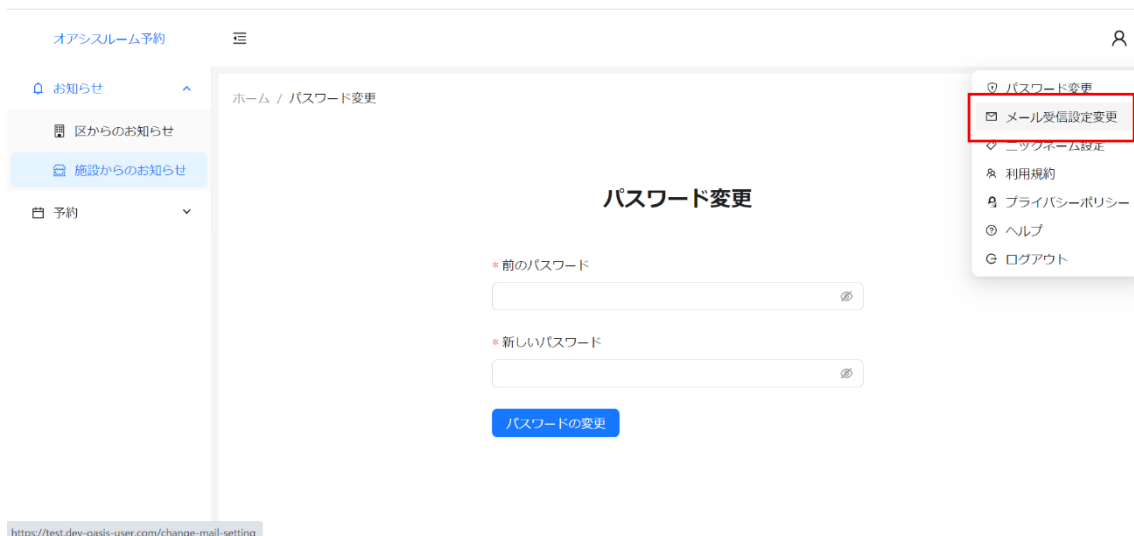 オアシスルーム予約
お知らせ
区からのお知らせ
施設からのお知らせ
予約
ホーム / パスワード変更
パスワード変更
* 前のパスワード
* 新しいパスワード
パスワードの変更
パスワード変更
メール受信設定変更
ニックネーム設定
利用規約
プライバシーポリシー
ヘルプ
ログアウト
https://test.dev-oasis-user.com/change-mail-setting